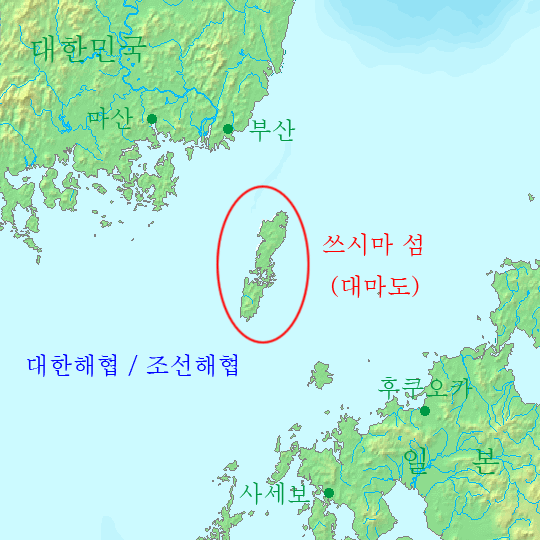 대한민국
마산
부산
쓰시마 섬
(대마도)
대한해협 / 조선해협
후쿠오카
일 본
사세보